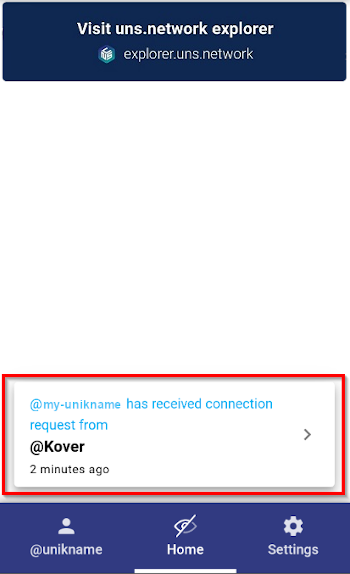 Visit uns.network explorer
explorer.uns.network
@my-unikname has received connection
request from
@Kover
2 minutes ago
@unikname
Home
Settings